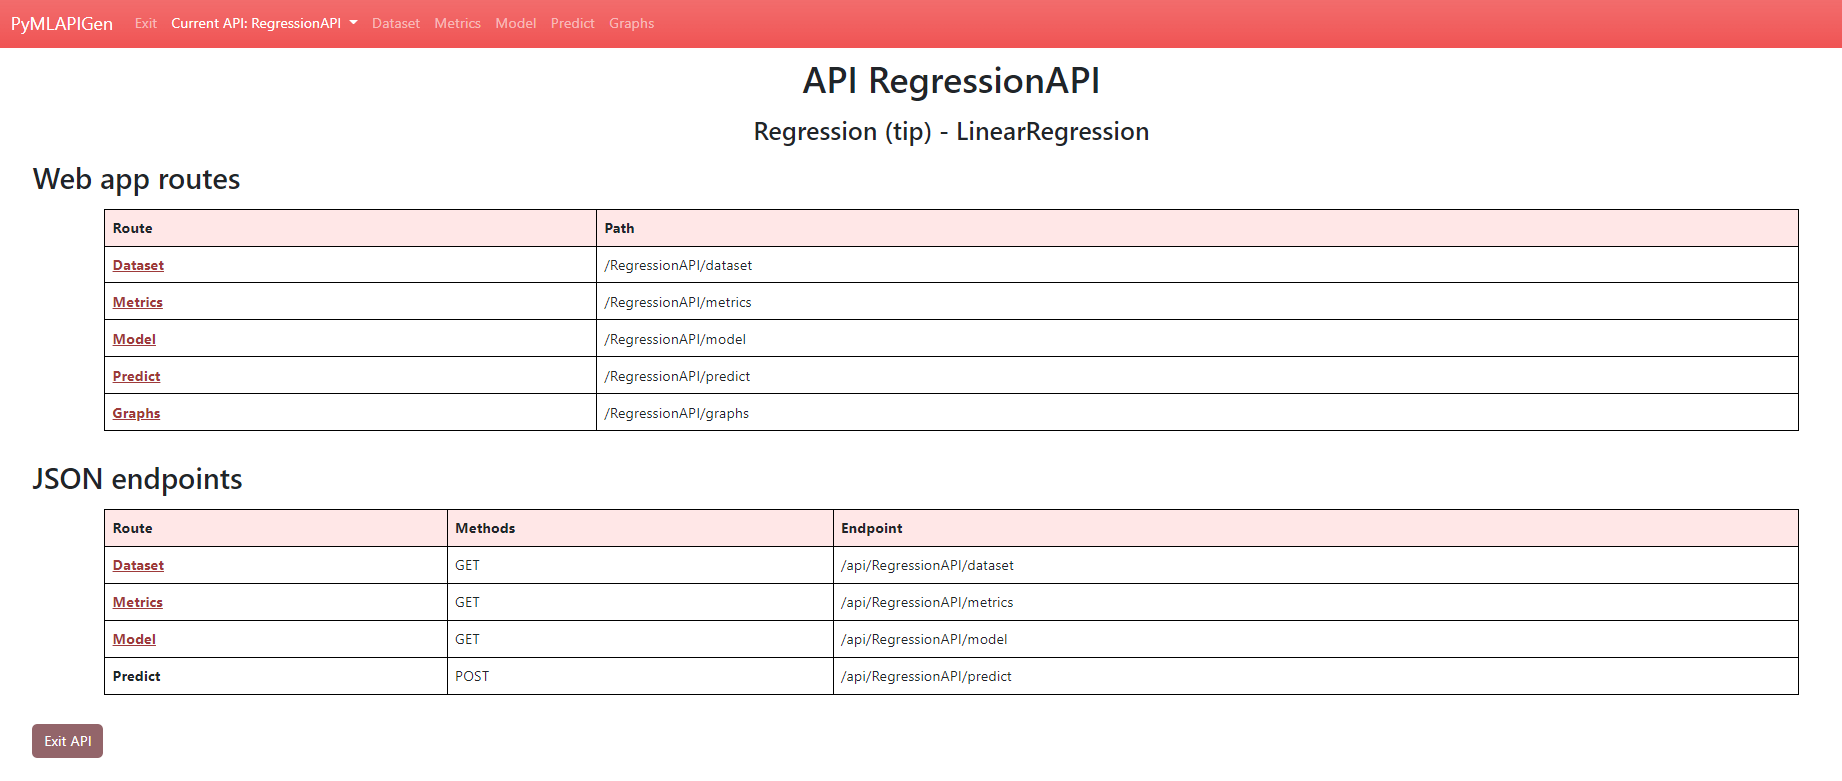 PyMLAPIGen Exit Current API: RegressionAPI Dataset Metrics Model Predict Graphs
API RegressionAPI
Regression (tip) - LinearRegression
Web app routes
Route Path
Dataset /RegressionAPI/dataset
Metrics /RegressionAPI/metrics
Model /RegressionAPI/model
Predict /RegressionAPI/predict
Graphs /RegressionAPI/graphs
JSON endpoints
Route Methods Endpoint
Dataset GET /api/RegressionAPI/dataset
Metrics GET /api/RegressionAPI/metrics
Model GET /api/RegressionAPI/model
Predict POST /api/RegressionAPI/predict
Exit API